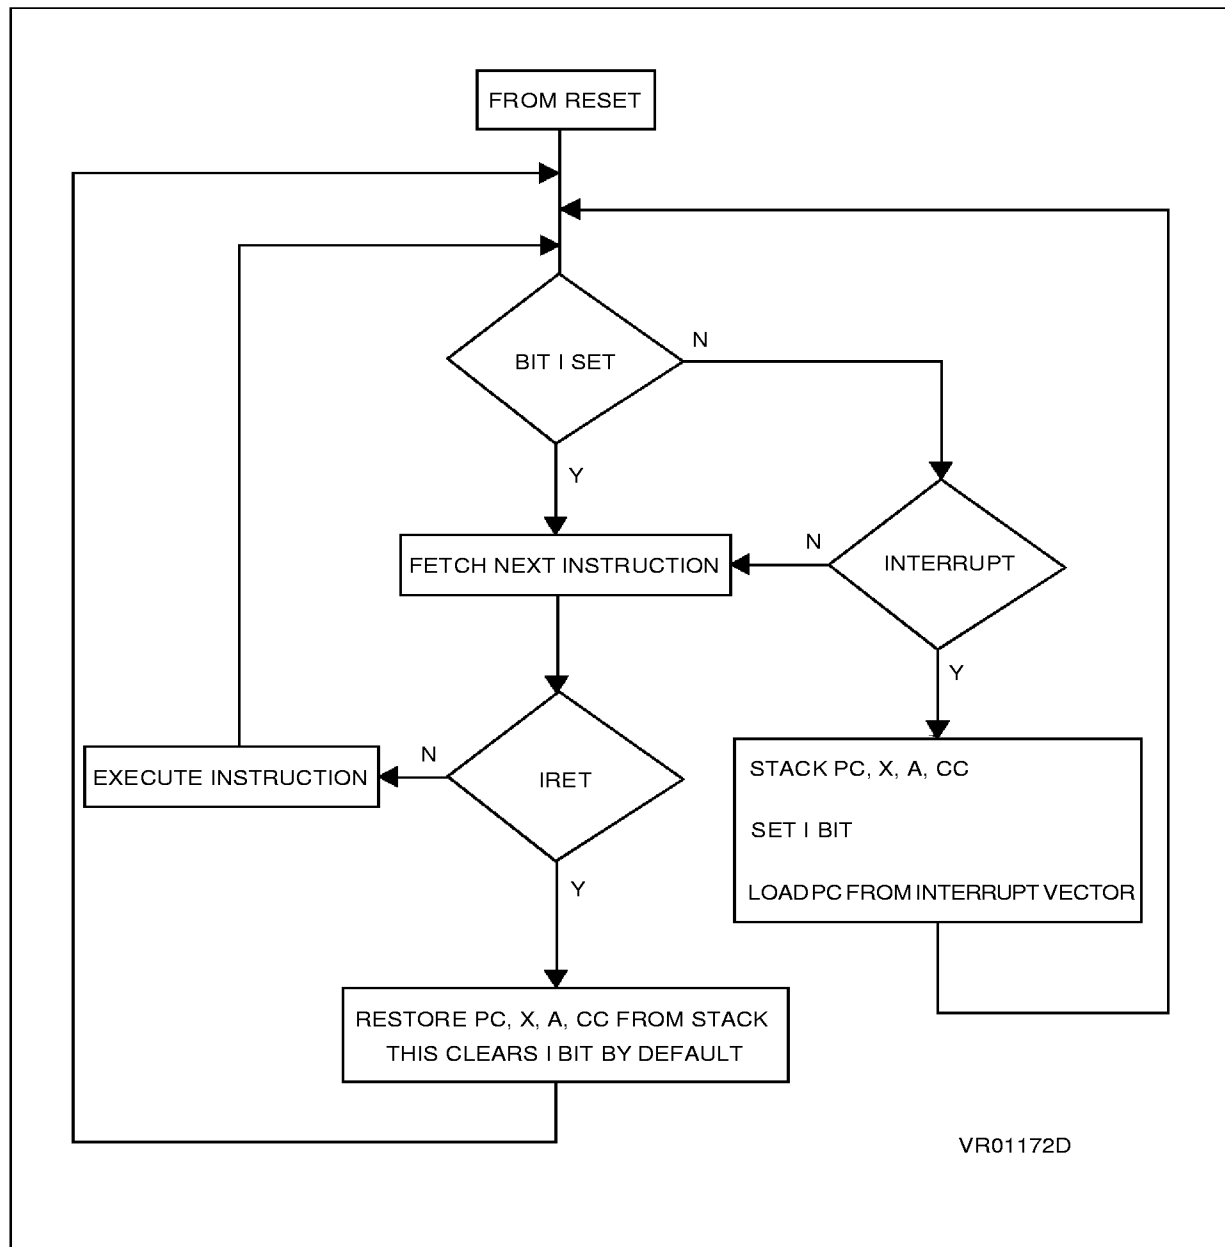 FROM RESET
BIT I SET
N
Y
FETCH NEXT INSTRUCTION
N
INTERRUPT
Y
EXECUTE INSTRUCTION
N
IRET
Y
STACK PC, X, A, CC
SET I BIT
LOAD PC FROM INTERRUPT VECTOR
RESTORE PC, X, A, CC FROM STACK
THIS CLEARS I BIT BY DEFAULT
VR01172D